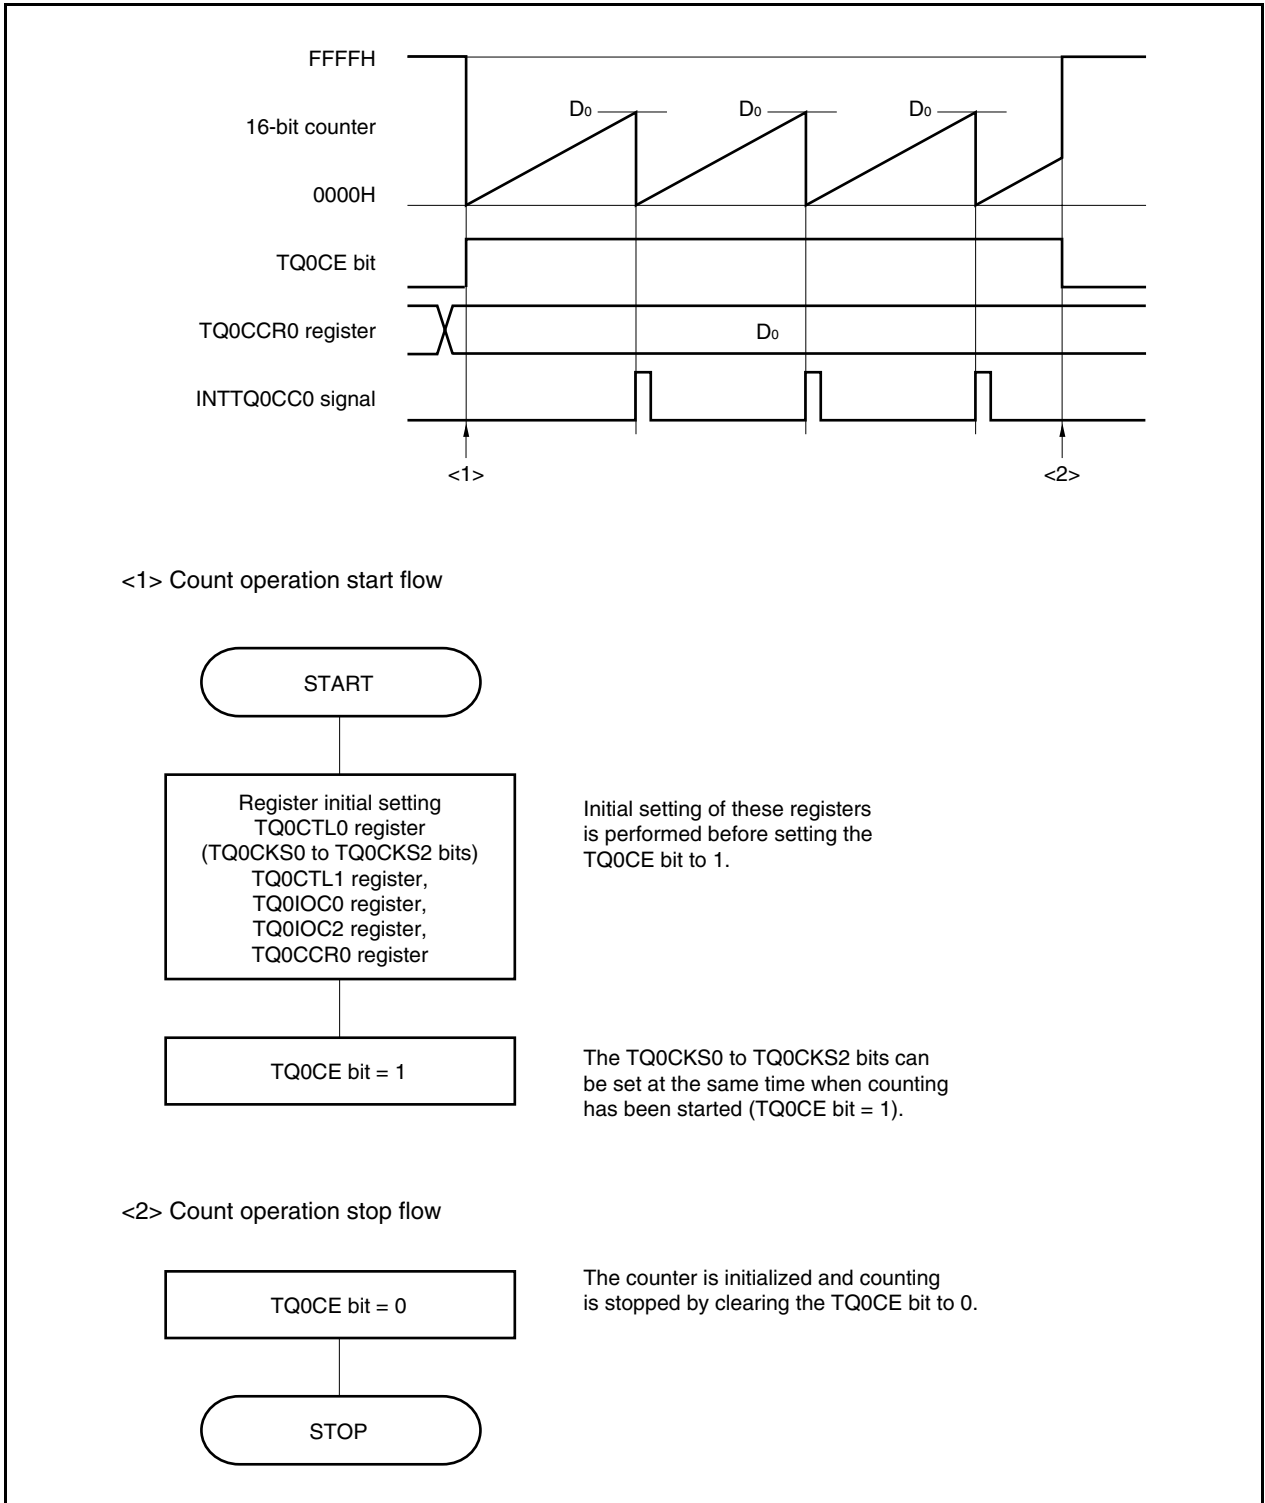 FFFFH
D0 D0 D0
16-bit counter
0000H
TQ0CE bit
TQ0CCR0 register
D0
INTTQ0CC0 signal
<1> <2>
<1> Count operation start flow
START
Register initial setting
TQ0CTL0 register
(TQ0CKS0 to TQ0CKS2 bits)
TQ0CTL1 register,
TQ0IOC0 register,
TQ0IOC2 register,
TQ0CCR0 register
Initial setting of these registers
is performed before setting the
TQ0CE bit to 1.
TQ0CE bit = 1
The TQ0CKS0 to TQ0CKS2 bits can
be set at the same time when counting
has been started (TQ0CE bit = 1).
<2> Count operation stop flow
TQ0CE bit = 0
The counter is initialized and counting
is stopped by clearing the TQ0CE bit to 0.
STOP